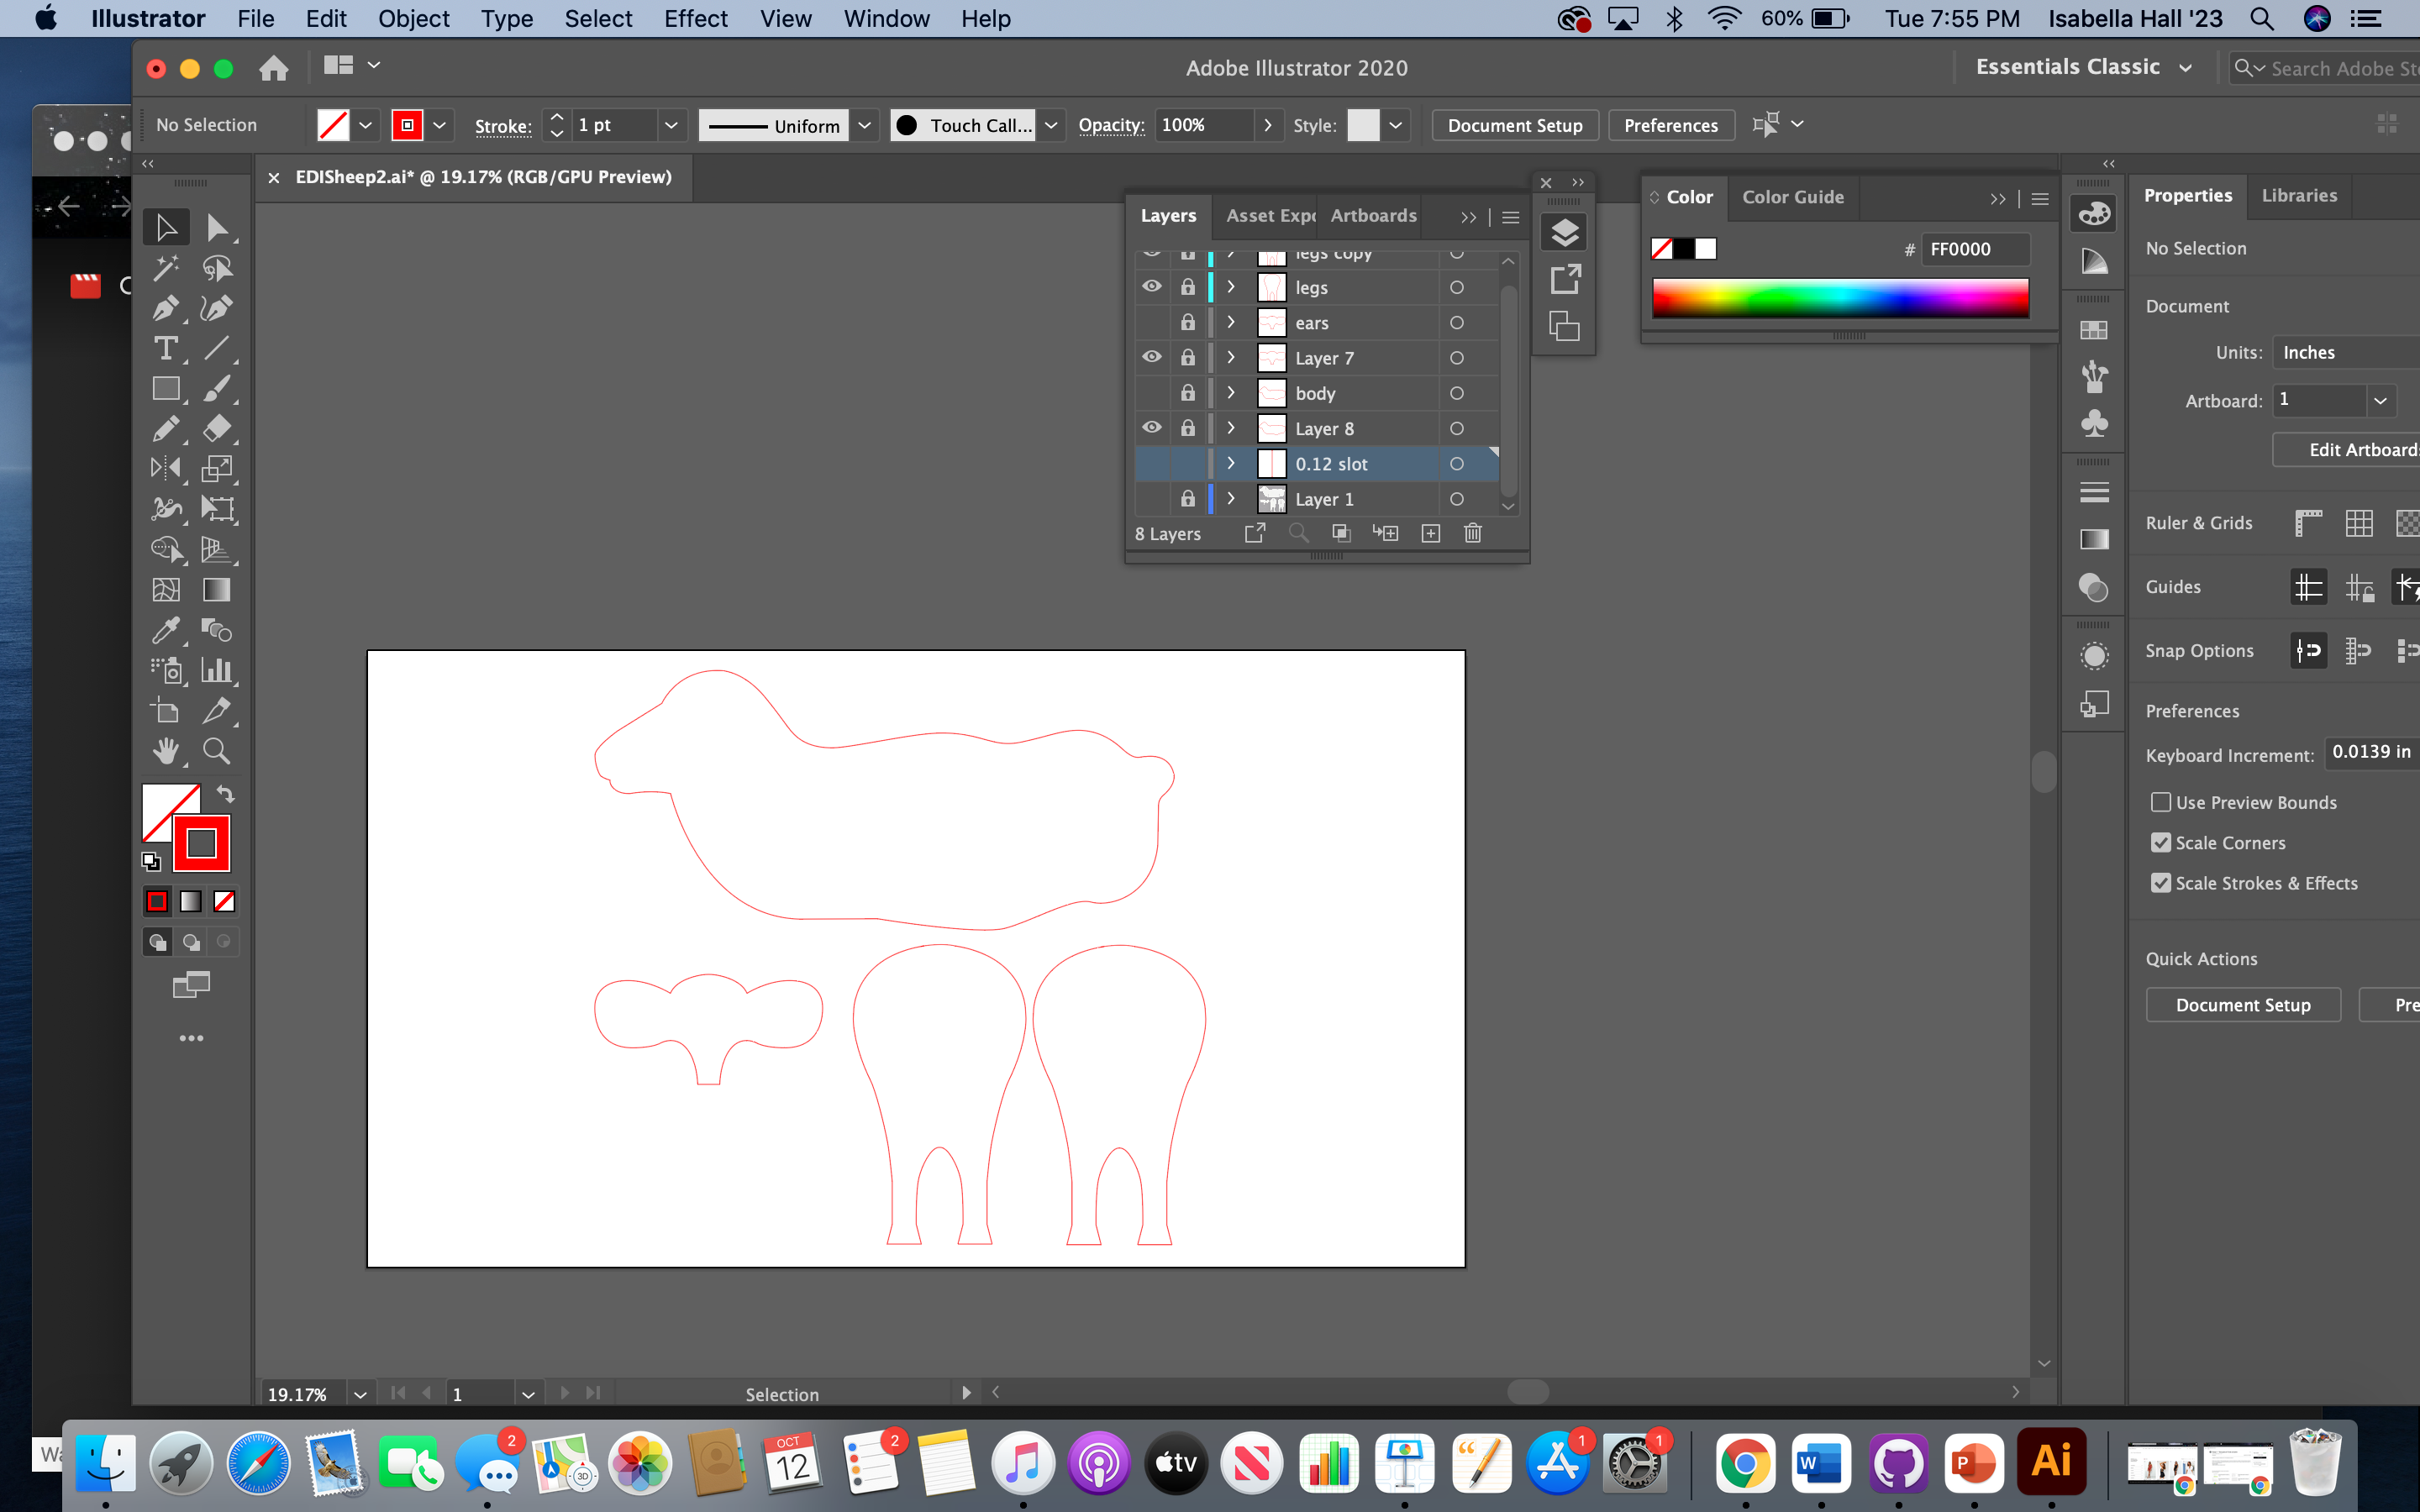 Illustrator File Edit Object Type Select Effect View Window Help 60% Tue 7:55 PM Isabella Hall '23
Adobe Illustrator 2020 Essentials Classic Search Adobe St
No Selection Stroke: 1 pt Uniform Touch Call... Opacity: 100% Style: Document Setup Preferences
EDISheep2.ai* @ 19.17% (RGB/GPU Preview)
Layers Asset Expo Artboards
legs copy
legs
ears
Layer 7
body
Layer 8
0.12 slot
Layer 1
8 Layers
Color Color Guide
# FF0000
Properties Libraries
No Selection
Document
Units: Inches
Artboard: 1
Edit Artboard
Ruler & Grids
Guides
Snap Options
Preferences
Keyboard Increment: 0.0139 in
Use Preview Bounds
Scale Corners
Scale Strokes & Effects
Quick Actions
Document Setup Pre
19.17% 1 Selection
Wa
2
3D
OCT
12
2
tv
1
1
W
P
Ai